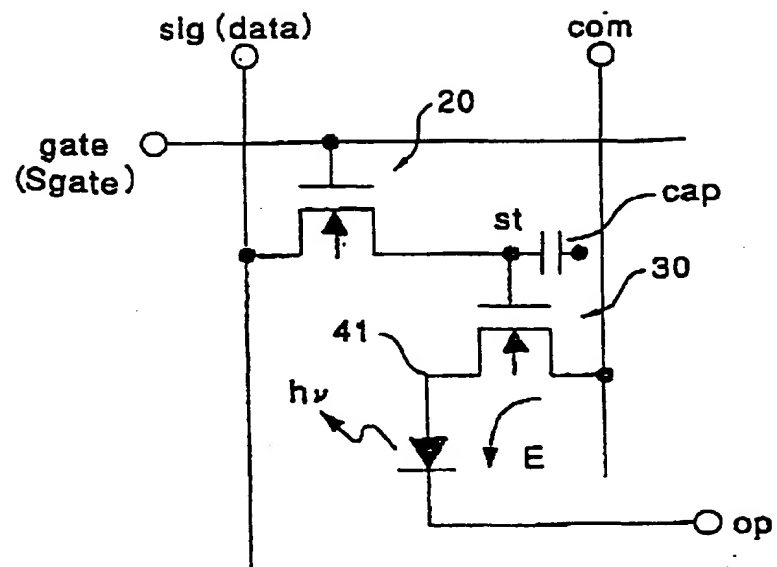 sig (data)
com
20
gate
(Sgate)
cap
st
30
41
hν
E
op